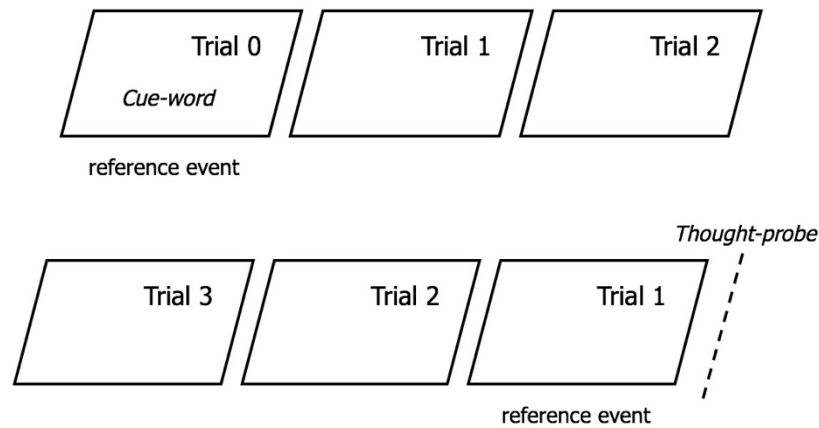 Trial 0
Trial 1
Trial 2
Cue-word
reference event
Thought-probe
Trial 3
Trial 2
Trial 1
reference event